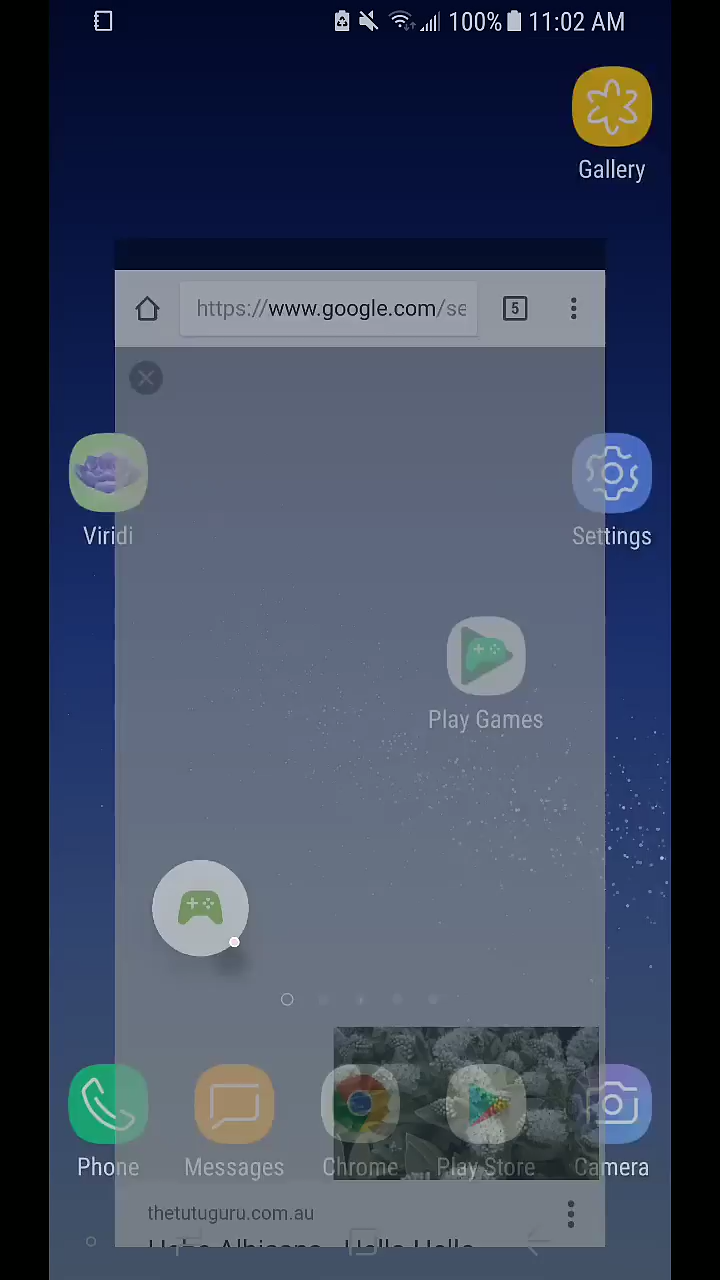 100% 11:02 AM
Gallery
https://www.google.com/se
5
Viridi
Settings
Play Games
Phone
Messages
Chrome
Play Store
Camera
thetutuguru.com.au